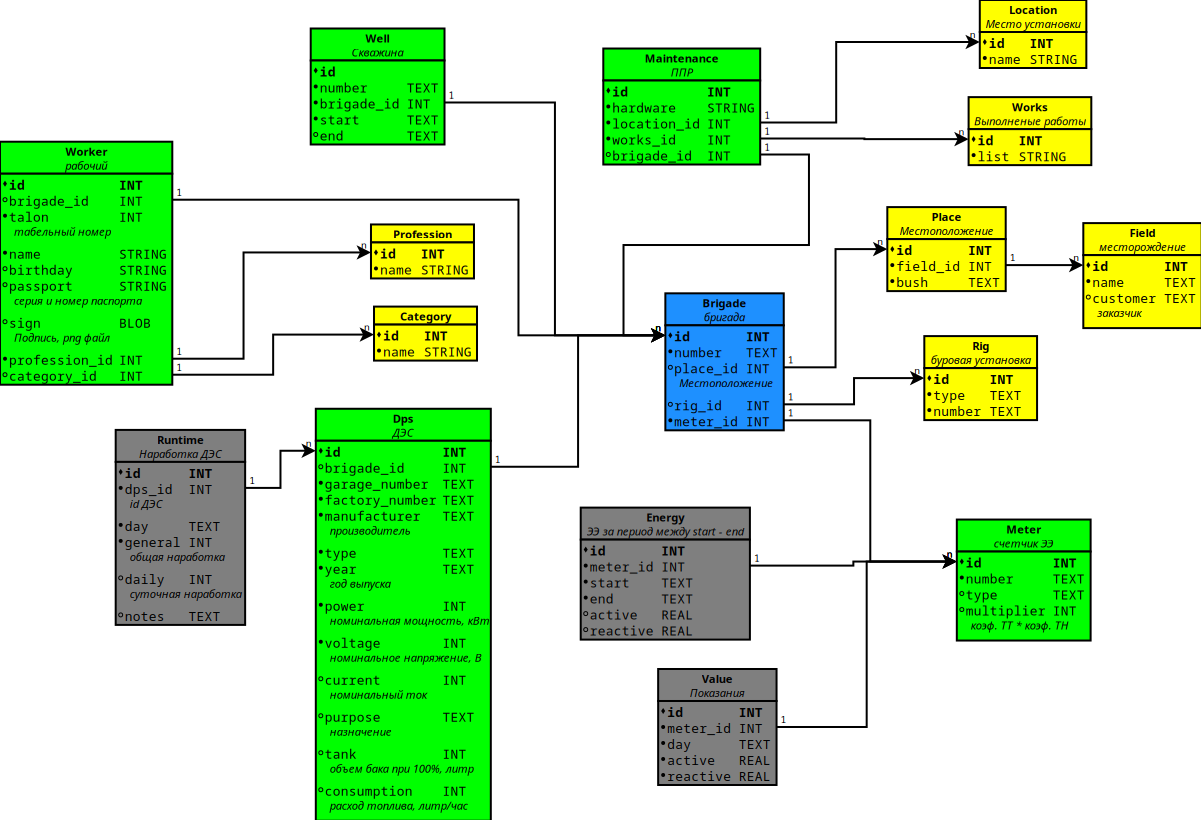 Well
Скважина
id
number TEXT
brigade_id INT
start TEXT
end TEXT
1
Maintenance
ППР
id INT
hardware STRING
location_id INT
works_id INT
brigade_id INT
1
1
1
Location
Место установки
id INT
name STRING
n
Works
Выполненые работы
id INT
list STRING
n
Worker
рабочий
id INT
brigade_id INT
talon INT
табельный номер
name STRING
birthday STRING
passport STRING
серия и номер паспорта
sign BLOB
Подпись, png файл
profession_id INT
category_id INT
1
1
1
Profession
id INT
name STRING
n
Category
id INT
name STRING
n
Place
Местоположение
id INT
field_id INT
bush TEXT
n
1
Field
месторождение
id INT
name TEXT
customer TEXT
заказчик
n
Brigade
бригада
id INT
number TEXT
place_id INT
Местоположение
rig_id INT
meter_id INT
n
1
1
1
Rig
буровая установка
id INT
type TEXT
number TEXT
n
Runtime
Наработка ДЭС
id INT
dps_id INT
id ДЭС
day TEXT
general INT
общая наработка
daily INT
суточная наработка
notes TEXT
1
Dps
ДЭС
id INT
brigade_id INT
garage_number TEXT
factory_number TEXT
manufacturer TEXT
производитель
type TEXT
year TEXT
год выпуска
power INT
номинальная мощность, кВт
voltage INT
номинальное напряжение, В
current INT
номинальный ток
purpose TEXT
назначение
tank INT
объем бака при 100%, литр
consumption INT
расход топлива, литр/час
n
1
Energy
ЭЭ за период между start - end
id INT
meter_id INT
start TEXT
end TEXT
active REAL
reactive REAL
1
Meter
счетчик ЭЭ
id INT
number TEXT
type TEXT
multiplier INT
коэф. ТТ * коэф. ТН
n
Value
Показания
id INT
meter_id INT
day TEXT
active REAL
reactive REAL
1